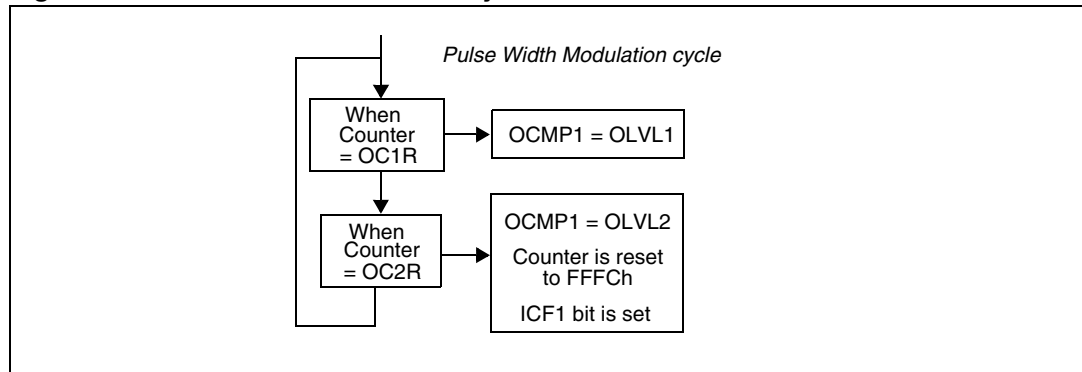 Pulse Width Modulation cycle
When
Counter
= OC1R
OCMP1 = OLVL1
When
Counter
= OC2R
OCMP1 = OLVL2
Counter is reset
to FFFCh
ICF1 bit is set